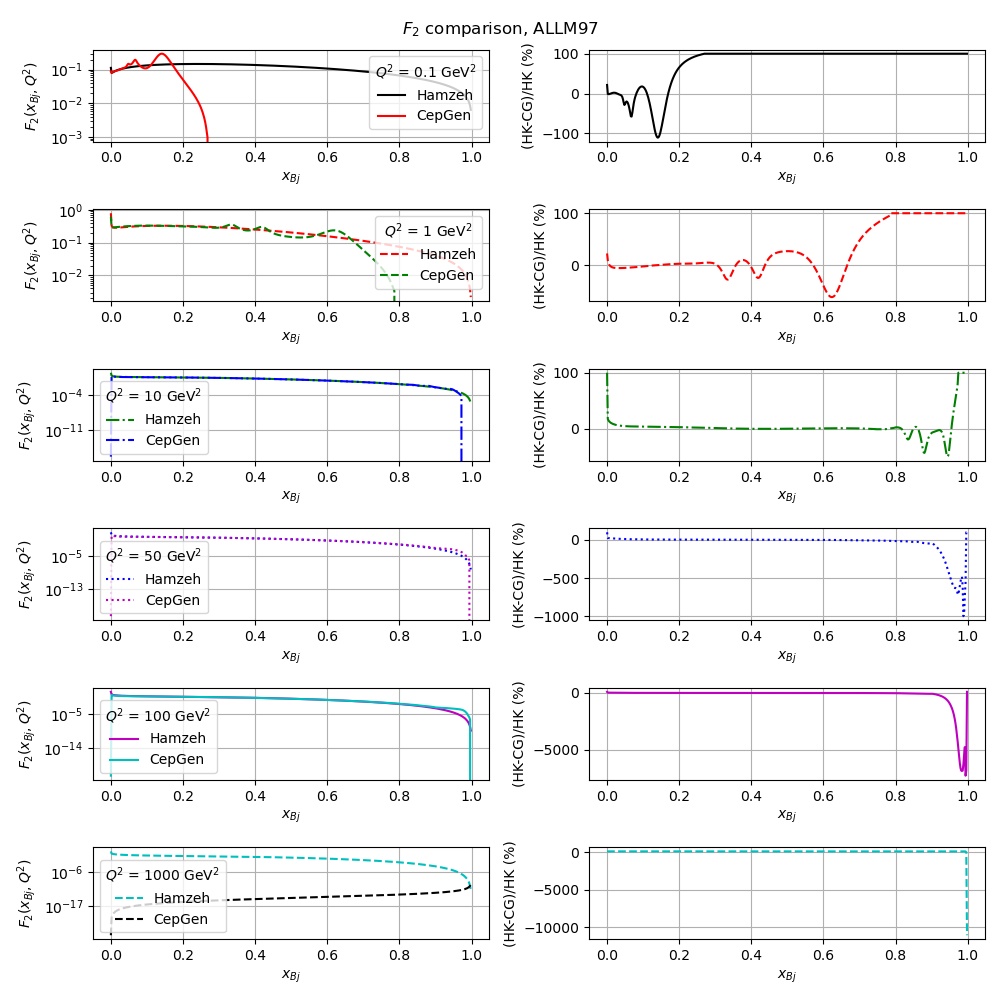 F₂ comparison, ALLM97
F₂(x_Bj, Q²)
10⁻¹
10⁻²
10⁻³
Q² = 0.1 GeV²
Hamzeh
CepGen
0.0 0.2 0.4 0.6 0.8 1.0
x_Bj
(HK-CG)/HK (%)
100
0
−100
0.0 0.2 0.4 0.6 0.8 1.0
x_Bj
F₂(x_Bj, Q²)
10⁰
10⁻¹
10⁻²
Q² = 1 GeV²
Hamzeh
CepGen
0.0 0.2 0.4 0.6 0.8 1.0
x_Bj
(HK-CG)/HK (%)
100
0
0.0 0.2 0.4 0.6 0.8 1.0
x_Bj
F₂(x_Bj, Q²)
10⁻⁴
10⁻¹¹
Q² = 10 GeV²
Hamzeh
CepGen
0.0 0.2 0.4 0.6 0.8 1.0
x_Bj
(HK-CG)/HK (%)
100
0
0.0 0.2 0.4 0.6 0.8 1.0
x_Bj
F₂(x_Bj, Q²)
10⁻⁵
10⁻¹³
Q² = 50 GeV²
Hamzeh
CepGen
0.0 0.2 0.4 0.6 0.8 1.0
x_Bj
(HK-CG)/HK (%)
0
−500
−1000
0.0 0.2 0.4 0.6 0.8 1.0
x_Bj
F₂(x_Bj, Q²)
10⁻⁵
10⁻¹⁴
Q² = 100 GeV²
Hamzeh
CepGen
0.0 0.2 0.4 0.6 0.8 1.0
x_Bj
(HK-CG)/HK (%)
0
−5000
0.0 0.2 0.4 0.6 0.8 1.0
x_Bj
F₂(x_Bj, Q²)
10⁻⁶
10⁻¹⁷
Q² = 1000 GeV²
Hamzeh
CepGen
0.0 0.2 0.4 0.6 0.8 1.0
x_Bj
(HK-CG)/HK (%)
0
−5000
−10000
0.0 0.2 0.4 0.6 0.8 1.0
x_Bj